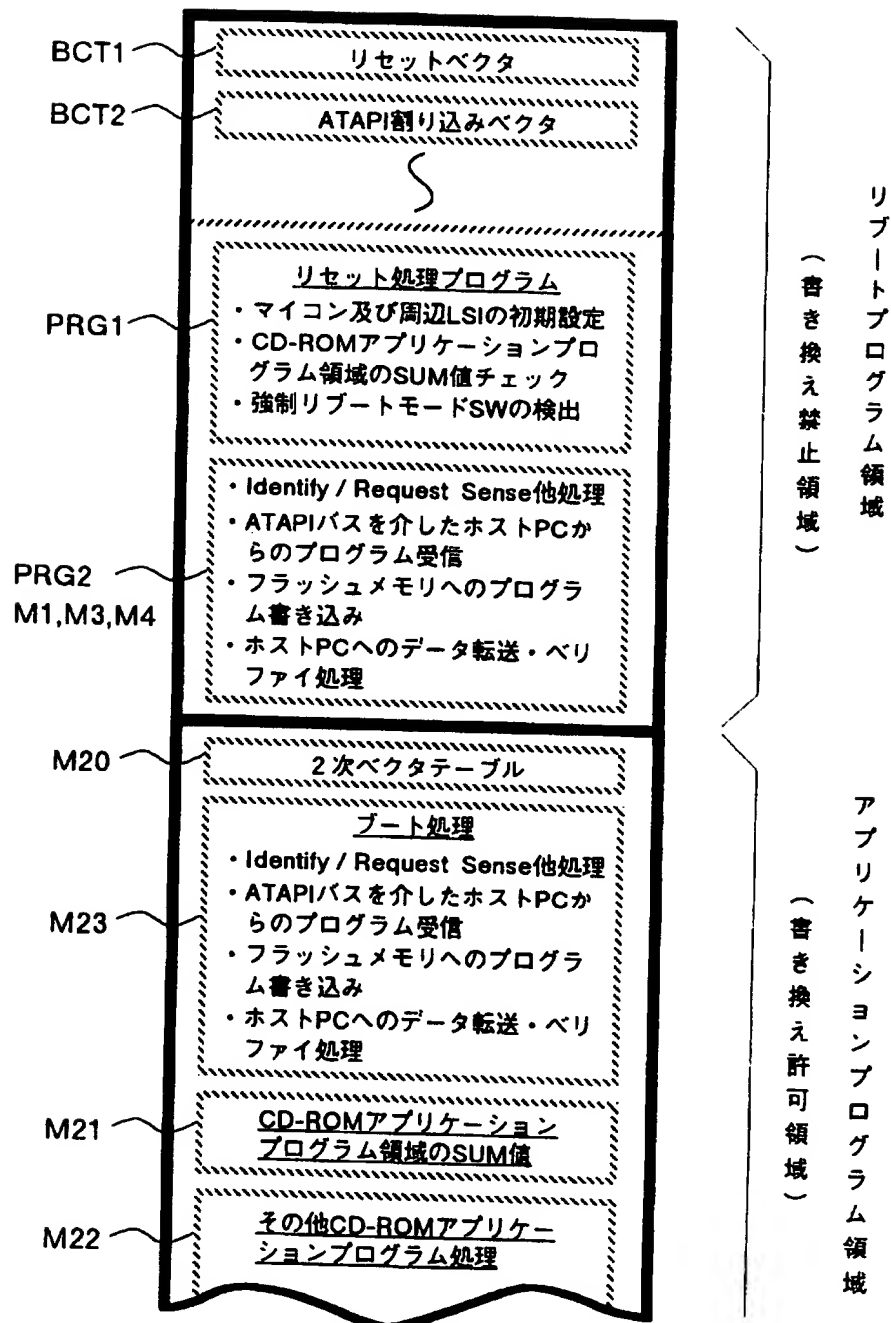 BCT1
リセットベクタ
BCT2
ATAPI割り込みベクタ
リセット処理プログラム
PRG1
・マイコン及び周辺LSIの初期設定
・CD-ROMアプリケーションプロ
グラム領域のSUM値チェック
・強制リブートモードSWの検出
PRG2
M1,M3,M4
・Identify / Request Sense他処理
・ATAPIバスを介したホストPCか
らのプログラム受信
・フラッシュメモリへのプログラ
ム書き込み
・ホストPCへのデータ転送・ベリ
ファイ処理
リブートプログラム領域
(書き換え禁止領域)
M20
2次ベクタテーブル
ブート処理
M23
・Identify / Request Sense他処理
・ATAPIバスを介したホストPCか
らのプログラム受信
・フラッシュメモリへのプログラ
ム書き込み
・ホストPCへのデータ転送・ベリ
ファイ処理
M21
CD-ROMアプリケーション
プログラム領域のSUM値
M22
その他CD-ROMアプリケー
ションプログラム処理
アプリケーションプログラム領域
(書き換え許可領域)